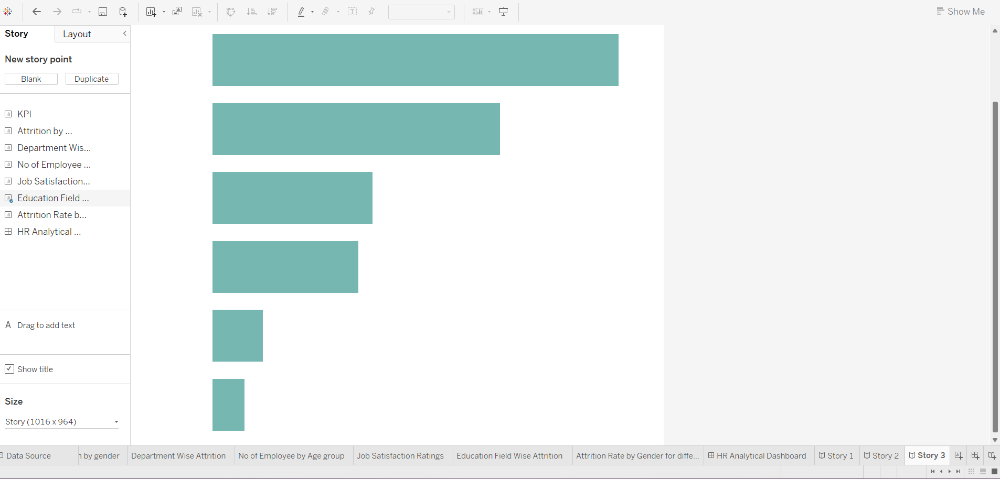 Show Me
Story
Layout
New story point
Blank
Duplicate
KPI
Attrition by ...
Department Wis...
No of Employee ...
Job Satisfaction...
Education Field ...
Attrition Rate b...
HR Analytical ...
A Drag to add text
Show title
Size
Story (1016 x 964)
Data Source
n by gender
Department Wise Attrition
No of Employee by Age group
Job Satisfaction Ratings
Education Field Wise Attrition
Attrition Rate by Gender for diffe...
HR Analytical Dashboard
Story 1
Story 2
Story 3